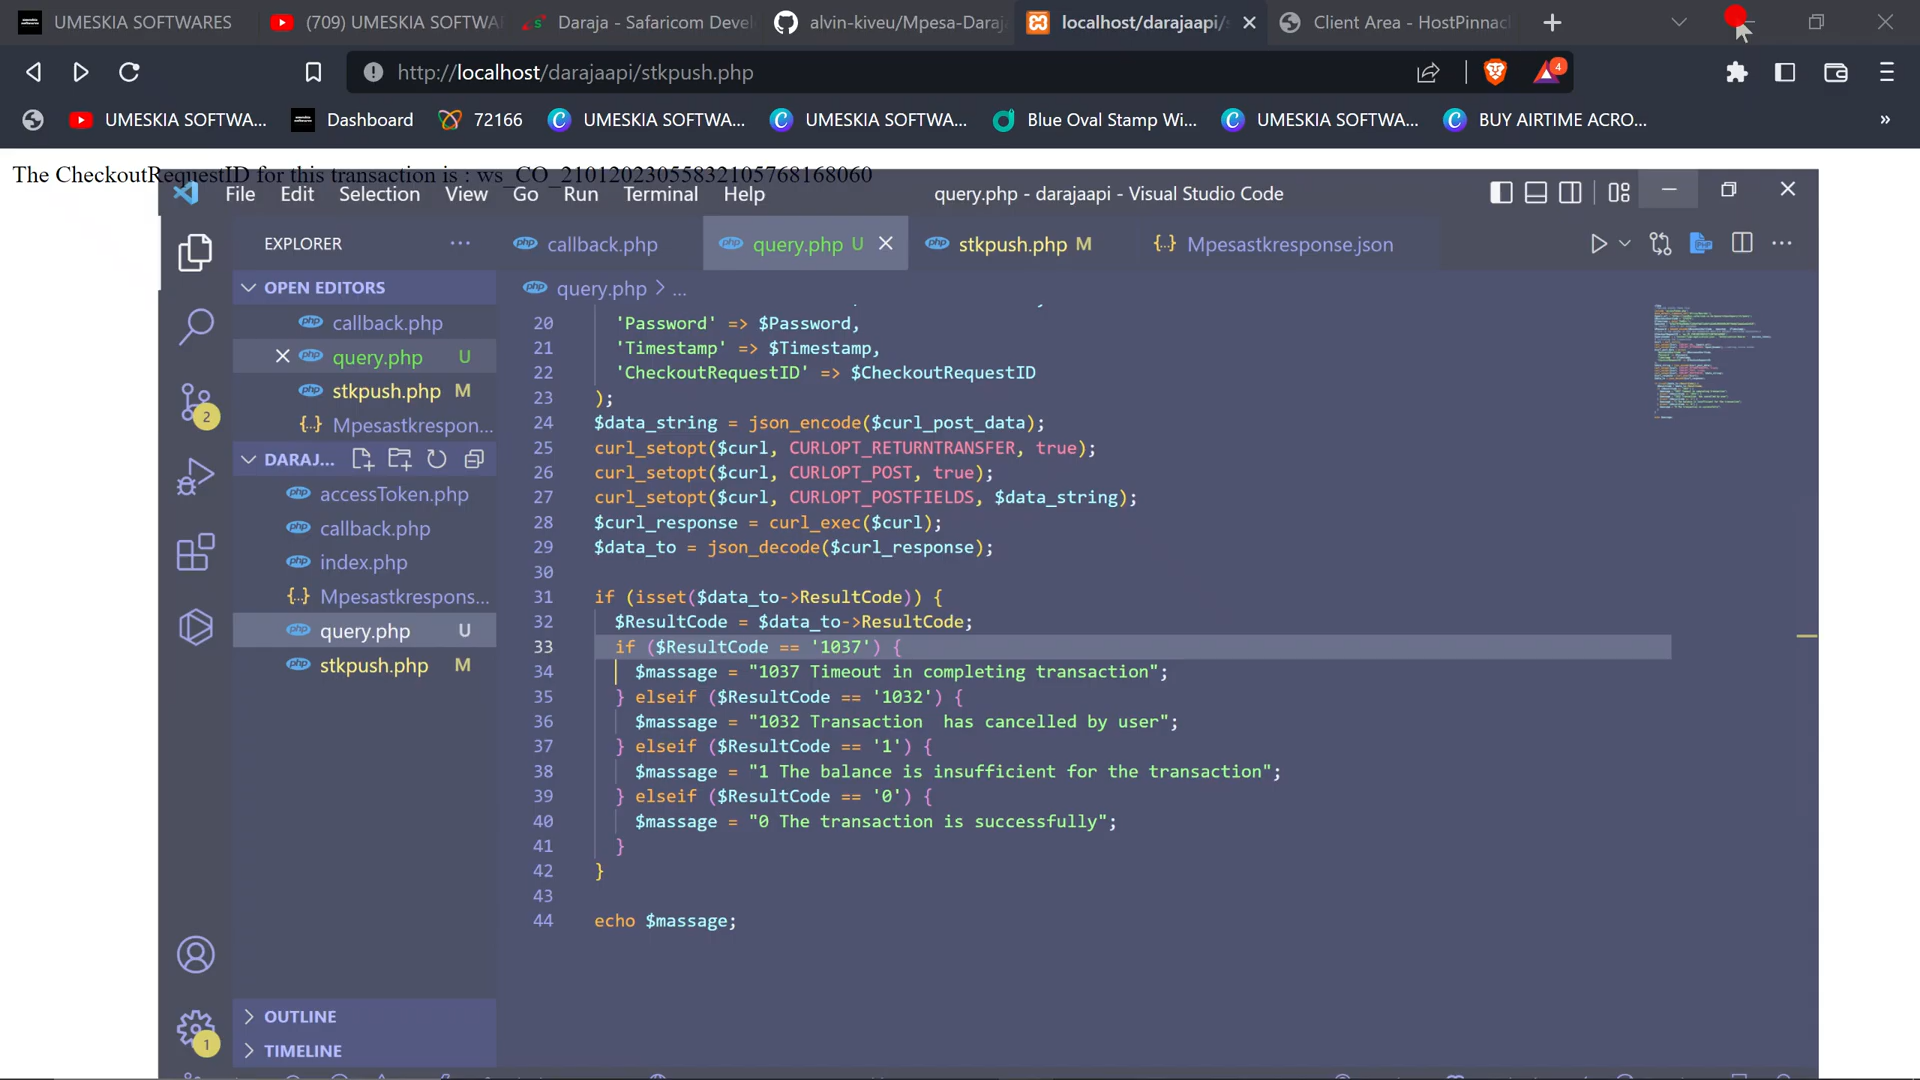 UMESKIA SOFTWARES
(709) UMESKIA SOFTWA
Daraja - Safaricom Devel
alvin-kiveu/Mpesa-Daraj
localhost/darajaapi/
Client Area - HostPinnac
http://localhost/darajaapi/stkpush.php
4
UMESKIA SOFTWA...
Dashboard
72166
UMESKIA SOFTWA...
UMESKIA SOFTWA...
Blue Oval Stamp Wi...
UMESKIA SOFTWA...
BUY AIRTIME ACRO...
»
The CheckoutRequestID for this transaction is : ws_CO_21012023055832105768168060
File Edit Selection View Go Run Terminal Help
query.php - darajaapi - Visual Studio Code
EXPLORER
callback.php
query.php U
stkpush.php M
Mpesastkresponse.json
OPEN EDITORS
callback.php
query.php U
stkpush.php M
Mpesastkrespon...
DARAJ...
accessToken.php
callback.php
index.php
Mpesastkrespons...
query.php U
stkpush.php M
OUTLINE
TIMELINE
2
1
query.php > ...
20 'Password' => $Password,
21 'Timestamp' => $Timestamp,
22 'CheckoutRequestID' => $CheckoutRequestID
23 );
24 $data_string = json_encode($curl_post_data);
25 curl_setopt($curl, CURLOPT_RETURNTRANSFER, true);
26 curl_setopt($curl, CURLOPT_POST, true);
27 curl_setopt($curl, CURLOPT_POSTFIELDS, $data_string);
28 $curl_response = curl_exec($curl);
29 $data_to = json_decode($curl_response);
30
31 if (isset($data_to->ResultCode)) {
32 $ResultCode = $data_to->ResultCode;
33 if ($ResultCode == '1037') {
34 $massage = "1037 Timeout in completing transaction";
35 } elseif ($ResultCode == '1032') {
36 $massage = "1032 Transaction  has cancelled by user";
37 } elseif ($ResultCode == '1') {
38 $massage = "1 The balance is insufficient for the transaction";
39 } elseif ($ResultCode == '0') {
40 $massage = "0 The transaction is successfully";
41 }
42 }
43
44 echo $massage;